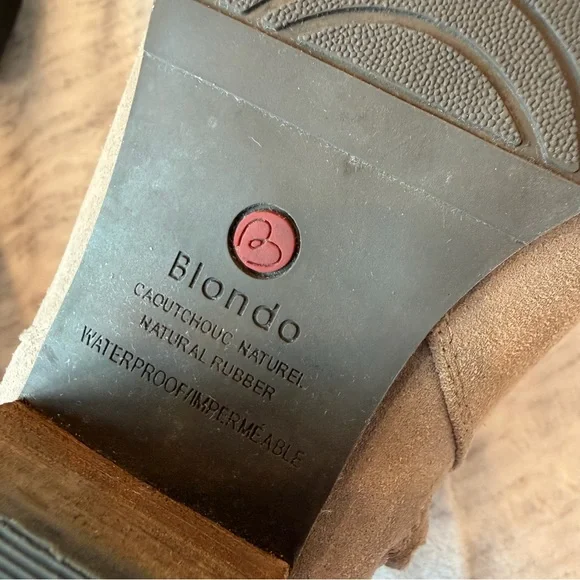 Blondo
CAOUTCHOUC NATUREL
NATURAL RUBBER
WATERPROOF/IMPERMÉABLE